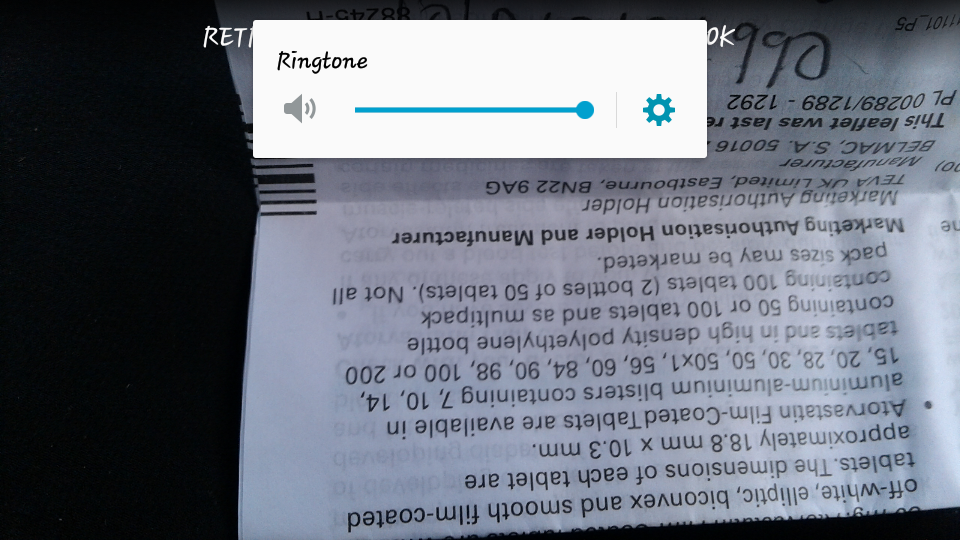 RET
OK
Ringtone
off-white, elliptic, biconvex and smooth film-coated
tablets. The dimensions of each tablet are
approximately 18.8 mm x 10.3 mm.
• Atorvastatin Film-Coated Tablets are available in
aluminium-aluminium blisters containing 7, 10, 14,
15, 20, 28, 30, 50, 50x1, 56, 60, 84, 90, 98, 100 or 200
tablets and in high density polyethylene bottle
containing 50 or 100 tablets and as multipack
containing 100 tablets (2 bottles of 50 tablets). Not all
pack sizes may be marketed.
Marketing Authorisation Holder and Manufacturer
Marketing Authorisation Holder
TEVA UK Limited, Eastbourne, BN22 9AG
Manufacturer
BELMAC, S.A. 50016
This leaflet was last re
PL 00289/1289 - 1292